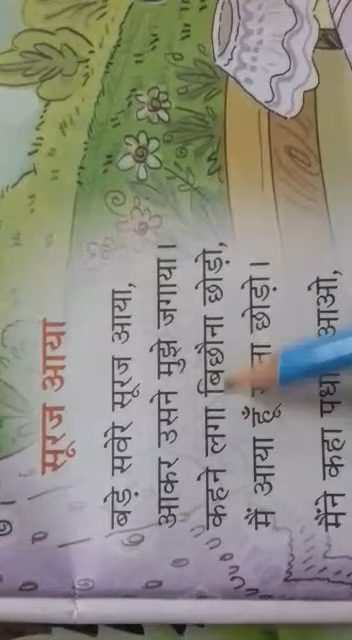 सूरज आया
बड़े सवेरे सूरज आया,
आकर उसने मुझे जगाया।
कहने लगा बिछौना छोड़ो,
मैं आया हूँ ना छोड़ो।
मैंने कहा आओ,